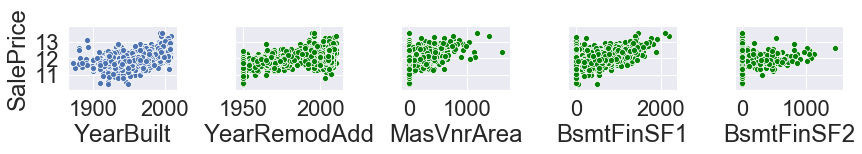 SalePrice
13
12
11
1900 2000 1950 2000 0 1000 0 2000 0 1000
YearBuilt YearRemodAdd MasVnrArea BsmtFinSF1 BsmtFinSF2